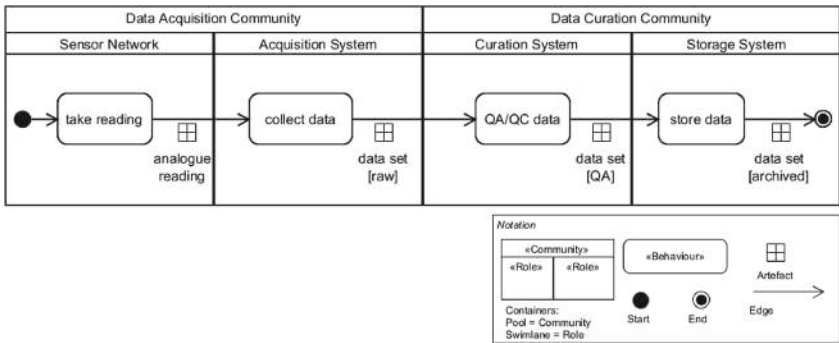 Data Acquisition Community
Data Curation Community
Sensor Network
Acquisition System
Curation System
Storage System
take reading
collect data
QA/QC data
store data
analogue
reading
data set
[raw]
data set
[QA]
data set
[archived]
Notation
«Community»
«Role»
«Role»
«Behaviour»
Artefact
Containers:
Pool = Community
Swimlane = Role
Start
End
Edge